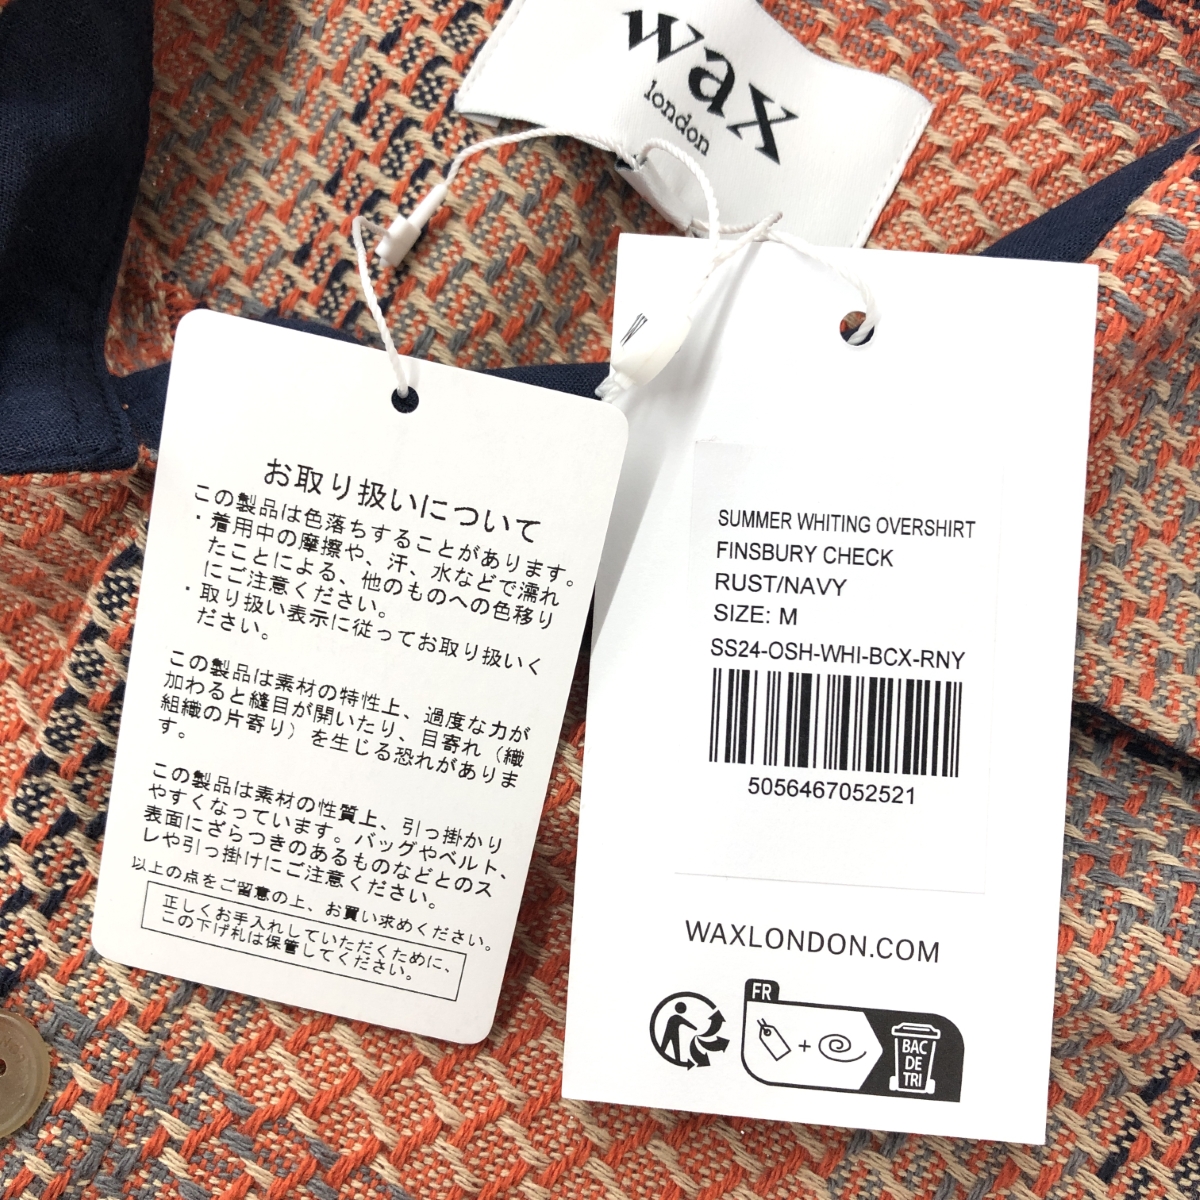 wax
london
お取り扱いについて
この製品は色落ちすることがあります。
・着用中の摩擦や、汗、水などで濡れ
たことによる、他のものへの色移り
にご注意ください。
・取り扱い表示に従ってお取り扱いく
ださい。
この製品は素材の特性上、過度な力が
加わると縫目が開いたり、目寄れ（織
組織の片寄り）を生じる恐れがありま
す。
この製品は素材の性質上、引っ掛かり
やすくなっています。バッグやベルト、
表面にざらつきのあるものなどとのス
レや引っ掛けにご注意ください。
以上の点をご留意の上、お買い求めください。
正しくお手入れしていただくために、
この下げ札は保管してください。
SUMMER WHITING OVERSHIRT
FINSBURY CHECK
RUST/NAVY
SIZE: M
SS24-OSH-WHI-BCX-RNY
5056467052521
WAXLONDON.COM
FR
+
BAC
DE
TRI